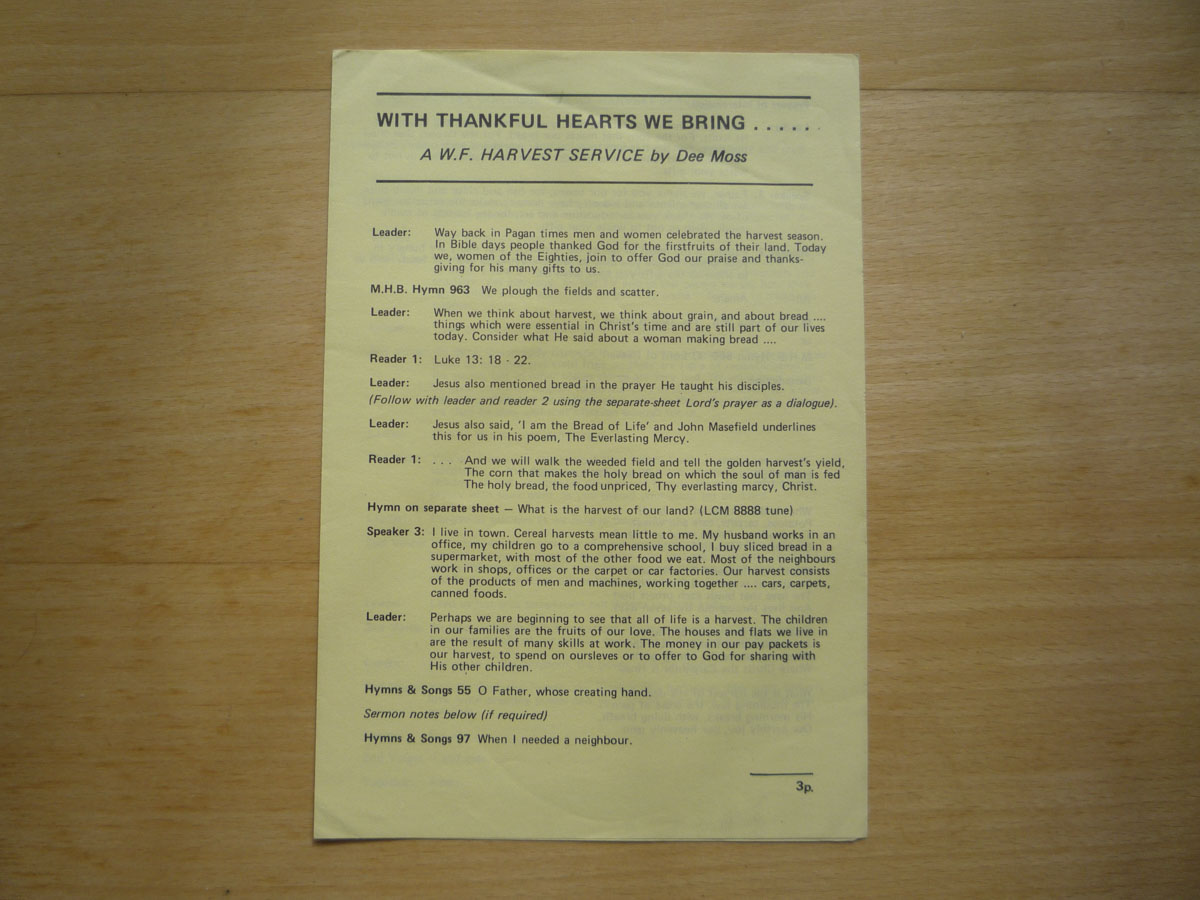 WITH THANKFUL HEARTS WE BRING . . . . .
A W.F. HARVEST SERVICE by Dee Moss
Leader: Way back in Pagan times men and women celebrated the harvest season.
In Bible days people thanked God for the firstfruits of their land. Today
we, women of the Eighties, join to offer God our praise and thanks-
giving for his many gifts to us.
M.H.B. Hymn 963 We plough the fields and scatter.
Leader: When we think about harvest, we think about grain, and about bread ....
things which were essential in Christ's time and are still part of our lives
today. Consider what He said about a woman making bread ....
Reader 1: Luke 13: 18 - 22.
Leader: Jesus also mentioned bread in the prayer He taught his disciples.
(Follow with leader and reader 2 using the separate-sheet Lord's prayer as a dialogue).
Leader: Jesus also said, 'I am the Bread of Life' and John Masefield underlines
this for us in his poem, The Everlasting Mercy.
Reader 1: . . . And we will walk the weeded field and tell the golden harvest's yield,
The corn that makes the holy bread on which the soul of man is fed
The holy bread, the food unpriced, Thy everlasting marcy, Christ.
Hymn on separate sheet — What is the harvest of our land? (LCM 8888 tune)
Speaker 3: I live in town. Cereal harvests mean little to me. My husband works in an
office, my children go to a comprehensive school, I buy sliced bread in a
supermarket, with most of the other food we eat. Most of the neighbours
work in shops, offices or the carpet or car factories. Our harvest consists
of the products of men and machines, working together .... cars, carpets,
canned foods.
Leader: Perhaps we are beginning to see that all of life is a harvest. The children
in our families are the fruits of our love. The houses and flats we live in
are the result of many skills at work. The money in our pay packets is
our harvest, to spend on oursleves or to offer to God for sharing with
His other children.
Hymns & Songs 55 O Father, whose creating hand.
Sermon notes below (if required)
Hymns & Songs 97 When I needed a neighbour.
3p.